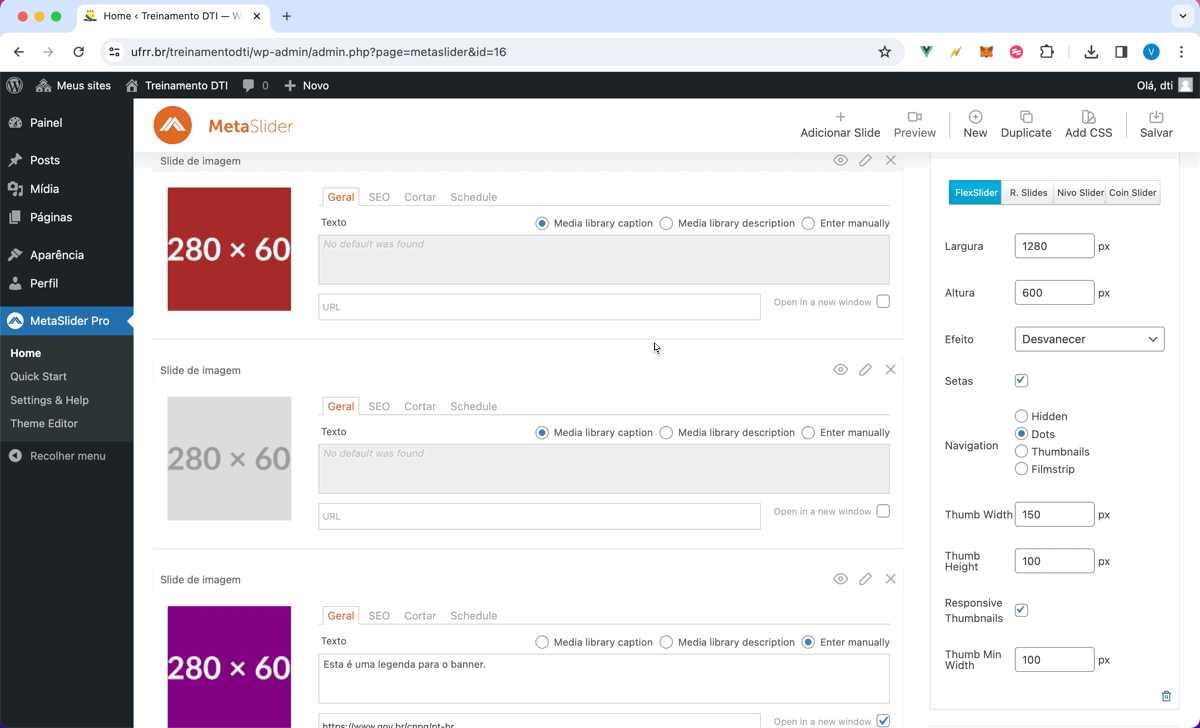 Home ‹ Treinamento DTI — W
ufrr.br/treinamentodti/wp-admin/admin.php?page=metaslider&id=16
V
Meus sites
Treinamento DTI
0
Novo
Olá, dti
Painel
Posts
Mídia
Páginas
Aparência
Perfil
MetaSlider Pro
Home
Quick Start
Settings & Help
Theme Editor
Recolher menu
MetaSlider
Adicionar Slide
Preview
New
Duplicate
Add CSS
Salvar
Slide de imagem
280 × 60
Geral SEO Cortar Schedule
Texto
Media library caption Media library description Enter manually
No default was found
URL
Open in a new window
Slide de imagem
280 × 60
Geral SEO Cortar Schedule
Texto
Media library caption Media library description Enter manually
No default was found
URL
Open in a new window
Slide de imagem
280 × 60
Geral SEO Cortar Schedule
Texto
Media library caption Media library description Enter manually
Esta é uma legenda para o banner.
https://www.gov.br/cnpq/pt-br
Open in a new window
FlexSlider R. Slides Nivo Slider Coin Slider
Largura 1280 px
Altura 600 px
Efeito Desvanecer
Setas
Navigation
Hidden
Dots
Thumbnails
Filmstrip
Thumb Width 150 px
Thumb
Height
100 px
Responsive
Thumbnails
Thumb Min
Width
100 px